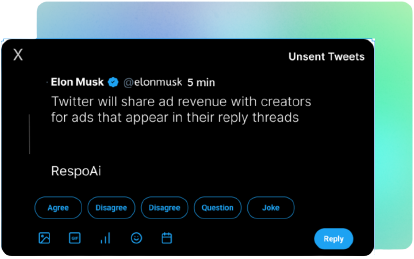 X
Unsent Tweets
Elon Musk @elonmusk 5 min
Twitter will share ad revenue with creators
for ads that appear in their reply threads
RespoAi
Agree Disagree Disagree Question Joke
GIF
Reply